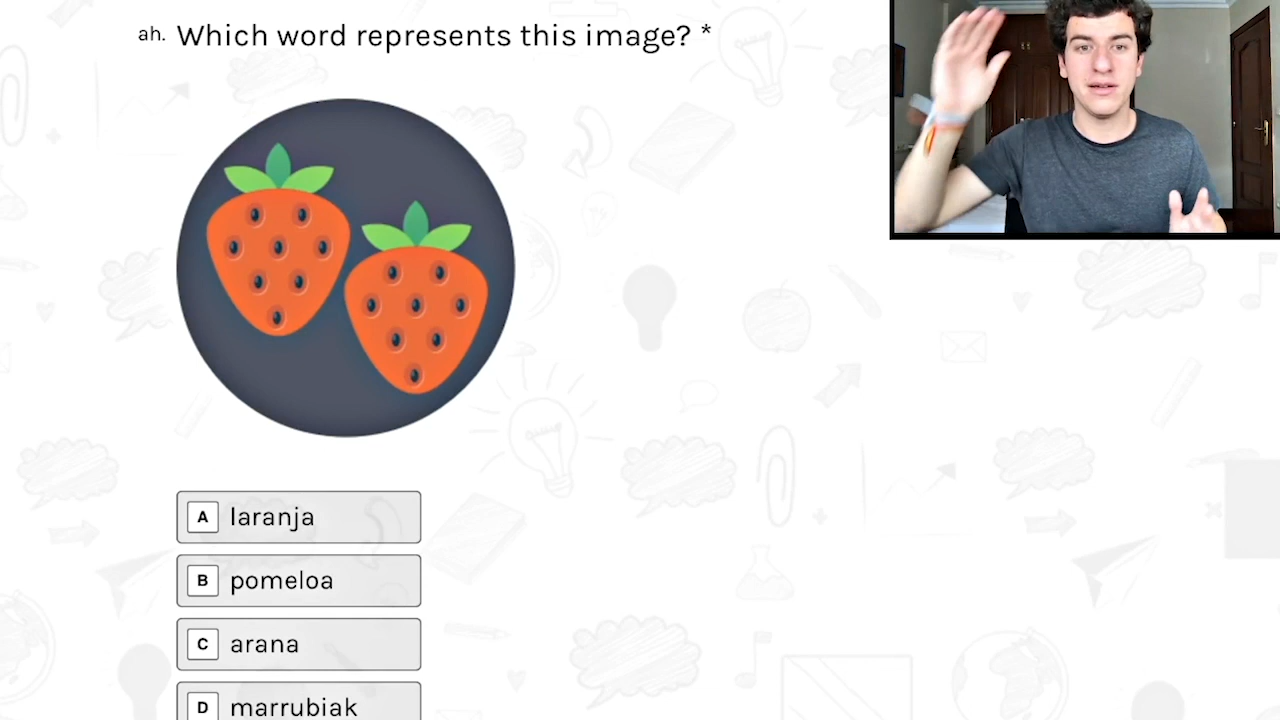 ah. Which word represents this image? *
A laranja
B pomeloa
C arana
D marrubiak